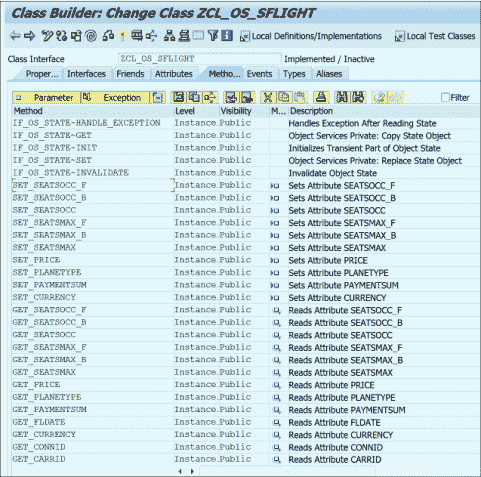 Class Builder: Change Class ZCL_OS_SFLIGHT
Local Definitions/Implementations Local Test Classes
Class Interface ZCL_OS_SFLIGHT Implemented / Inactive
Proper... Interfaces Friends Attributes Metho... Events Types Aliases
Parameter Exception Filter
Method Level Visibility M... Description
IF_OS_STATE~HANDLE_EXCEPTION Instance Public Handles Exception After Reading State
IF_OS_STATE~GET Instance Public Object Services Private: Copy State Object
IF_OS_STATE~INIT Instance Public Initializes Transient Part of Object State
IF_OS_STATE~SET Instance Public Object Services Private: Replace State Object
IF_OS_STATE~INVALIDATE Instance Public Invalidate Object State
SET_SEATSOCC_F Instance Public Sets Attribute SEATSOCC_F
SET_SEATSOCC_B Instance Public Sets Attribute SEATSOCC_B
SET_SEATSOCC Instance Public Sets Attribute SEATSOCC
SET_SEATSMAX_F Instance Public Sets Attribute SEATSMAX_F
SET_SEATSMAX_B Instance Public Sets Attribute SEATSMAX_B
SET_SEATSMAX Instance Public Sets Attribute SEATSMAX
SET_PRICE Instance Public Sets Attribute PRICE
SET_PLANETYPE Instance Public Sets Attribute PLANETYPE
SET_PAYMENTSUM Instance Public Sets Attribute PAYMENTSUM
SET_CURRENCY Instance Public Sets Attribute CURRENCY
GET_SEATSOCC_F Instance Public Reads Attribute SEATSOCC_F
GET_SEATSOCC_B Instance Public Reads Attribute SEATSOCC_B
GET_SEATSOCC Instance Public Reads Attribute SEATSOCC
GET_SEATSMAX_F Instance Public Reads Attribute SEATSMAX_F
GET_SEATSMAX_B Instance Public Reads Attribute SEATSMAX_B
GET_SEATSMAX Instance Public Reads Attribute SEATSMAX
GET_PRICE Instance Public Reads Attribute PRICE
GET_PLANETYPE Instance Public Reads Attribute PLANETYPE
GET_PAYMENTSUM Instance Public Reads Attribute PAYMENTSUM
GET_FLDATE Instance Public Reads Attribute FLDATE
GET_CURRENCY Instance Public Reads Attribute CURRENCY
GET_CONNID Instance Public Reads Attribute CONNID
GET_CARRID Instance Public Reads Attribute CARRID